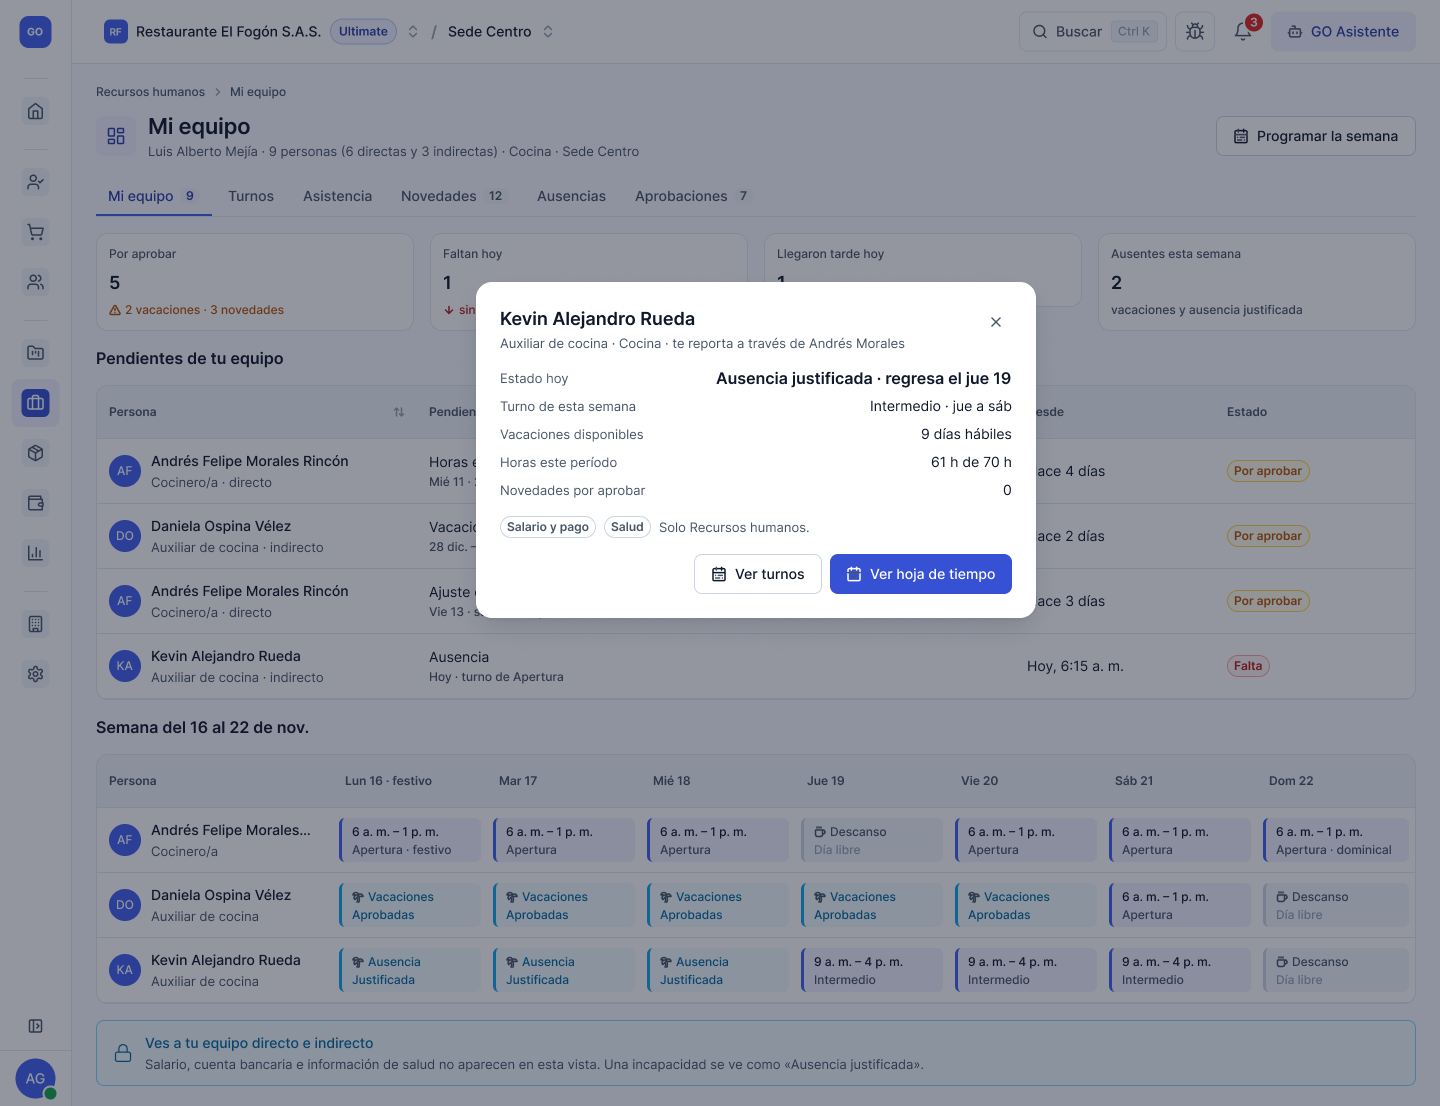 GO
RF Restaurante El Fogón S.A.S. Ultimate / Sede Centro
Buscar Ctrl K
3
GO Asistente
Recursos humanos > Mi equipo
Mi equipo
Luis Alberto Mejía · 9 personas (6 directas y 3 indirectas) · Cocina · Sede Centro
Programar la semana
Mi equipo 9 Turnos Asistencia Novedades 12 Ausencias Aprobaciones 7
Por aprobar
5
2 vacaciones · 3 novedades
Faltan hoy
1
sin
Llegaron tarde hoy
1
Ausentes esta semana
2
vacaciones y ausencia justificada
Kevin Alejandro Rueda
Auxiliar de cocina · Cocina · te reporta a través de Andrés Morales
Estado hoy Ausencia justificada · regresa el jue 19
Turno de esta semana Intermedio · jue a sáb
Vacaciones disponibles 9 días hábiles
Horas este período 61 h de 70 h
Novedades por aprobar 0
Salario y pago Salud Solo Recursos humanos.
Ver turnos Ver hoja de tiempo
Pendientes de tu equipo
Persona Pendien esde Estado
AF Andrés Felipe Morales Rincón Horas e ace 4 días Por aprobar
Cocinero/a · directo Mié 11 ·
DO Daniela Ospina Vélez Vacacio ace 2 días Por aprobar
Auxiliar de cocina · indirecto 28 dic. –
AF Andrés Felipe Morales Rincón Ajuste ace 3 días Por aprobar
Cocinero/a · directo Vie 13 ·
KA Kevin Alejandro Rueda Ausencia Hoy, 6:15 a. m. Falta
Auxiliar de cocina · indirecto Hoy · turno de Apertura
Semana del 16 al 22 de nov.
Persona Lun 16 · festivo Mar 17 Mié 18 Jue 19 Vie 20 Sáb 21 Dom 22
AF Andrés Felipe Morales... 6 a. m. – 1 p. m. 6 a. m. – 1 p. m. 6 a. m. – 1 p. m. Descanso 6 a. m. – 1 p. m. 6 a. m. – 1 p. m. 6 a. m. – 1 p. m.
Cocinero/a Apertura · festivo Apertura Apertura Día libre Apertura Apertura Apertura · dominical
DO Daniela Ospina Vélez Vacaciones Vacaciones Vacaciones Vacaciones Vacaciones 6 a. m. – 1 p. m. Descanso
Auxiliar de cocina Aprobadas Aprobadas Aprobadas Aprobadas Aprobadas Apertura Día libre
KA Kevin Alejandro Rueda Ausencia Ausencia Ausencia 9 a. m. – 4 p. m. 9 a. m. – 4 p. m. 9 a. m. – 4 p. m. Descanso
Auxiliar de cocina Justificada Justificada Justificada Intermedio Intermedio Intermedio Día libre
Ves a tu equipo directo e indirecto
Salario, cuenta bancaria e información de salud no aparecen en esta vista. Una incapacidad se ve como «Ausencia justificada».
AG